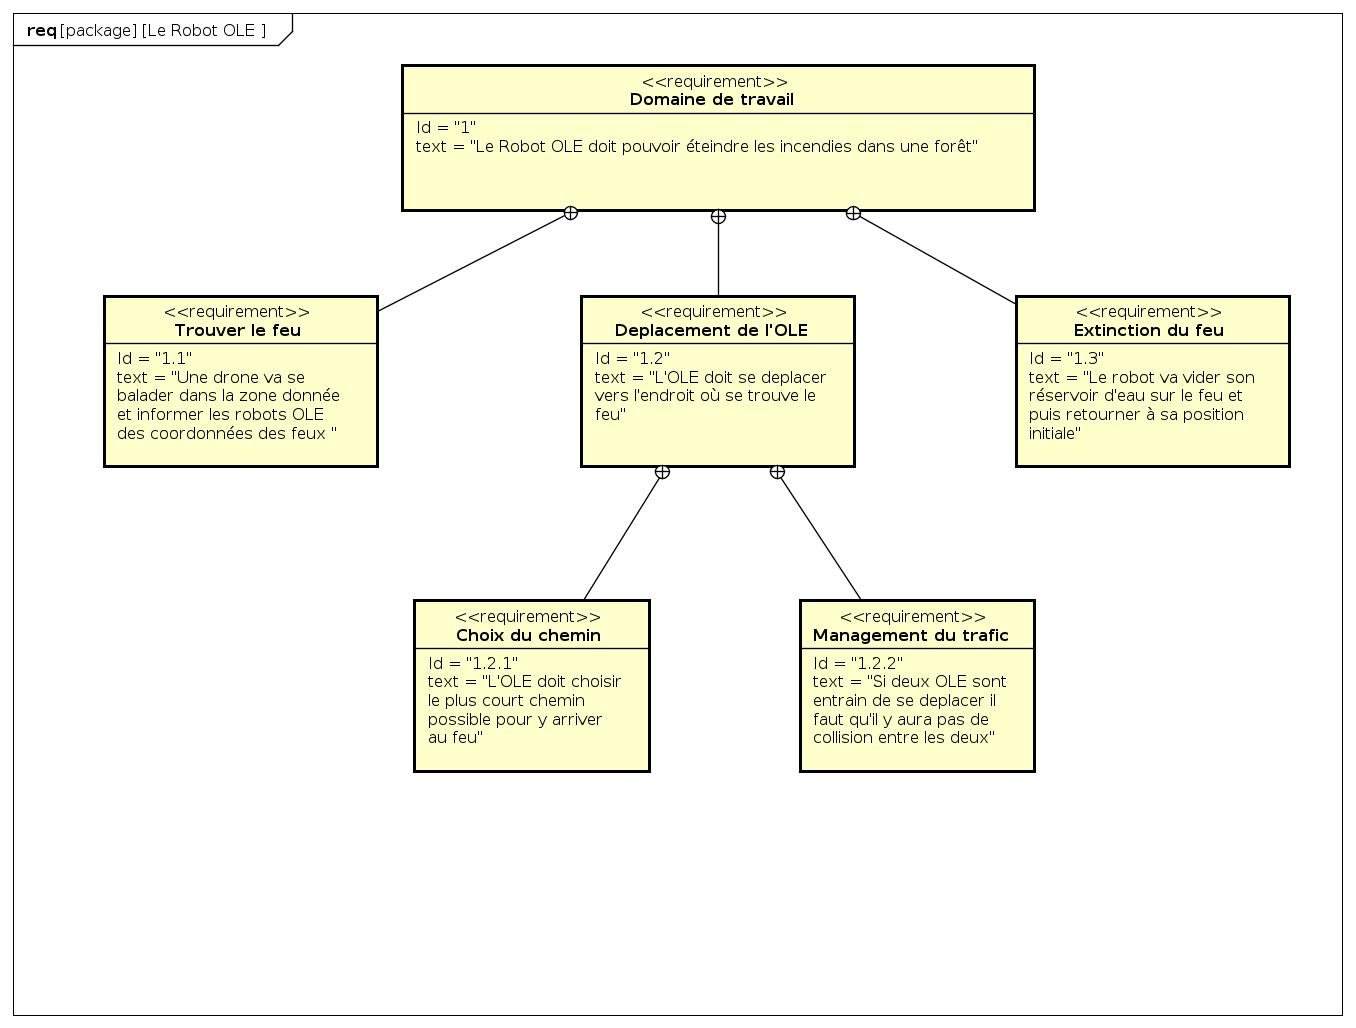 req [package] [Le Robot OLE ]
<<requirement>>
Domaine de travail
Id = "1"
text = "Le Robot OLE doit pouvoir éteindre les incendies dans une forêt"
<<requirement>>
Trouver le feu
Id = "1.1"
text = "Une drone va se
balader dans la zone donnée
et informer les robots OLE
des coordonnées des feux "
<<requirement>>
Deplacement de l'OLE
Id = "1.2"
text = "L'OLE doit se deplacer
vers l'endroit où se trouve le
feu"
<<requirement>>
Extinction du feu
Id = "1.3"
text = "Le robot va vider son
réservoir d'eau sur le feu et
puis retourner à sa position
initiale"
<<requirement>>
Choix du chemin
Id = "1.2.1"
text = "L'OLE doit choisir
le plus court chemin
possible pour y arriver
au feu"
<<requirement>>
Management du trafic
Id = "1.2.2"
text = "Si deux OLE sont
entrain de se deplacer il
faut qu'il y aura pas de
collision entre les deux"